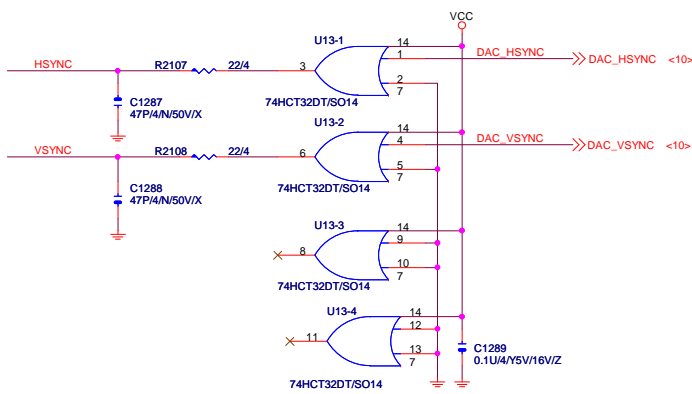 VCC
U13-1
14
HSYNC
R2107
22/4
3
1
DAC_HSYNC
DAC_HSYNC <10>
2
7
C1287
47P/4/N/50V/X
74HCT32DT/SO14
U13-2
14
VSYNC
R2108
22/4
6
4
DAC_VSYNC
DAC_VSYNC <10>
5
7
C1288
47P/4/N/50V/X
74HCT32DT/SO14
U13-3
14
8
9
10
7
74HCT32DT/SO14
U13-4
14
11
12
13
7
C1289
0.1U/4/Y5V/16V/Z
74HCT32DT/SO14